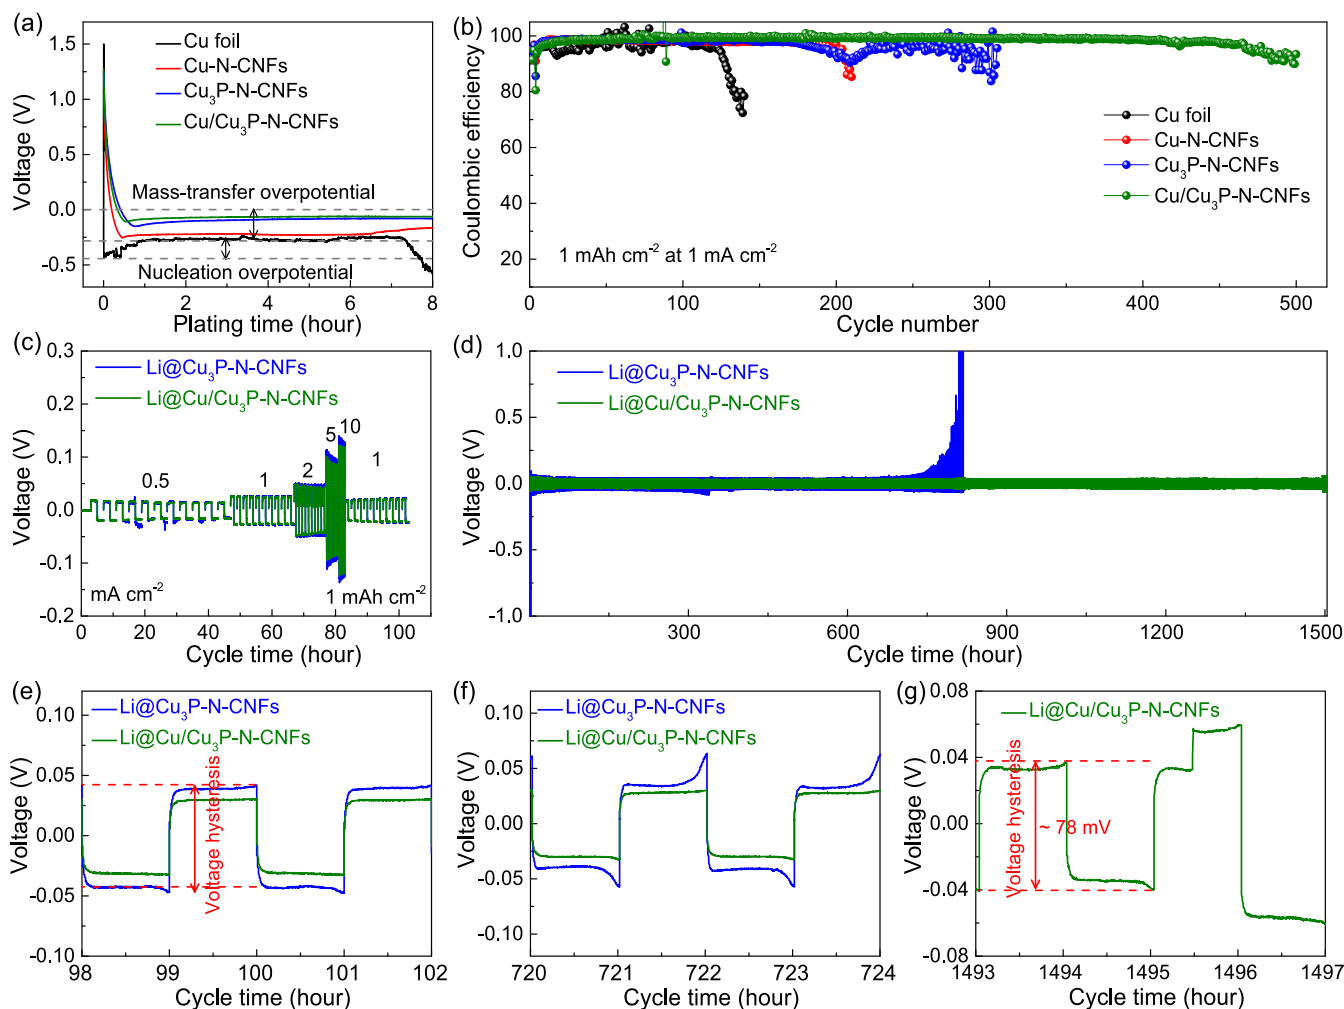 (a)
Cu foil
Cu-N-CNFs
Cu₃P-N-CNFs
Cu/Cu₃P-N-CNFs
Mass-transfer overpotential
Nucleation overpotential
Voltage (V)
1.5
1.0
0.5
0.0
-0.5
0 2 4 6 8
Plating time (hour)
(b)
Coulombic efficiency
100
80
60
40
20
Cu foil
Cu-N-CNFs
Cu₃P-N-CNFs
Cu/Cu₃P-N-CNFs
1 mAh cm⁻² at 1 mA cm⁻²
0 100 200 300 400 500
Cycle number
(c)
Voltage (V)
0.3
0.2
0.1
0.0
-0.1
-0.2
Li@Cu₃P-N-CNFs
Li@Cu/Cu₃P-N-CNFs
0.5 1 2 5 10 1
mA cm⁻² 1 mAh cm⁻²
0 20 40 60 80 100
Cycle time (hour)
(d)
Voltage (V)
1.0
0.5
0.0
-0.5
-1.0
Li@Cu₃P-N-CNFs
Li@Cu/Cu₃P-N-CNFs
300 600 900 1200 1500
Cycle time (hour)
(e)
Voltage (V)
0.10
0.05
0.00
-0.05
-0.10
Li@Cu₃P-N-CNFs
Li@Cu/Cu₃P-N-CNFs
Voltage hysteresis
98 99 100 101 102
Cycle time (hour)
(f)
Voltage (V)
0.10
0.05
0.00
-0.05
-0.10
Li@Cu₃P-N-CNFs
Li@Cu/Cu₃P-N-CNFs
720 721 722 723 724
Cycle time (hour)
(g)
Voltage (V)
0.08
0.04
0.00
-0.04
-0.08
Li@Cu/Cu₃P-N-CNFs
Voltage hysteresis
~ 78 mV
1493 1494 1495 1496 1497
Cycle time (hour)